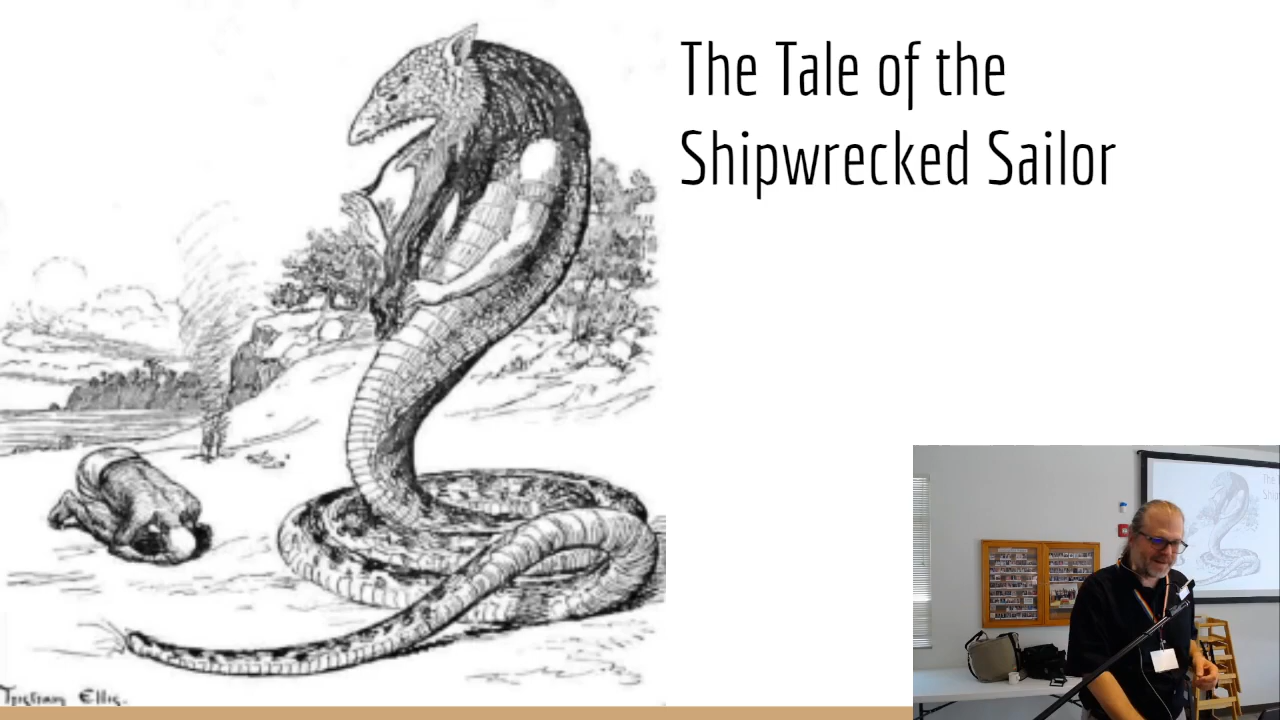 The Tale of the
Shipwrecked Sailor
Tristram Ellis.